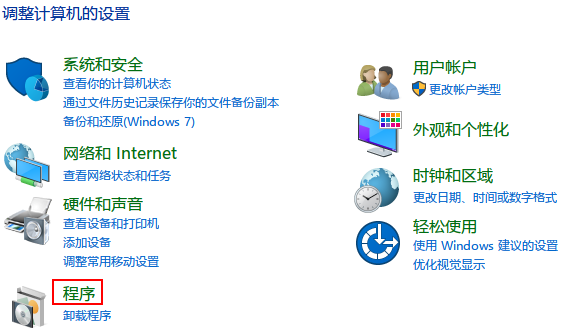 调整计算机的设置
系统和安全
查看你的计算机状态
通过文件历史记录保存你的文件备份副本
备份和还原(Windows 7)
网络和 Internet
查看网络状态和任务
硬件和声音
查看设备和打印机
添加设备
调整常用移动设置
程序
卸载程序
用户帐户
更改帐户类型
外观和个性化
时钟和区域
更改日期、时间或数字格式
轻松使用
使用 Windows 建议的设置
优化视觉显示